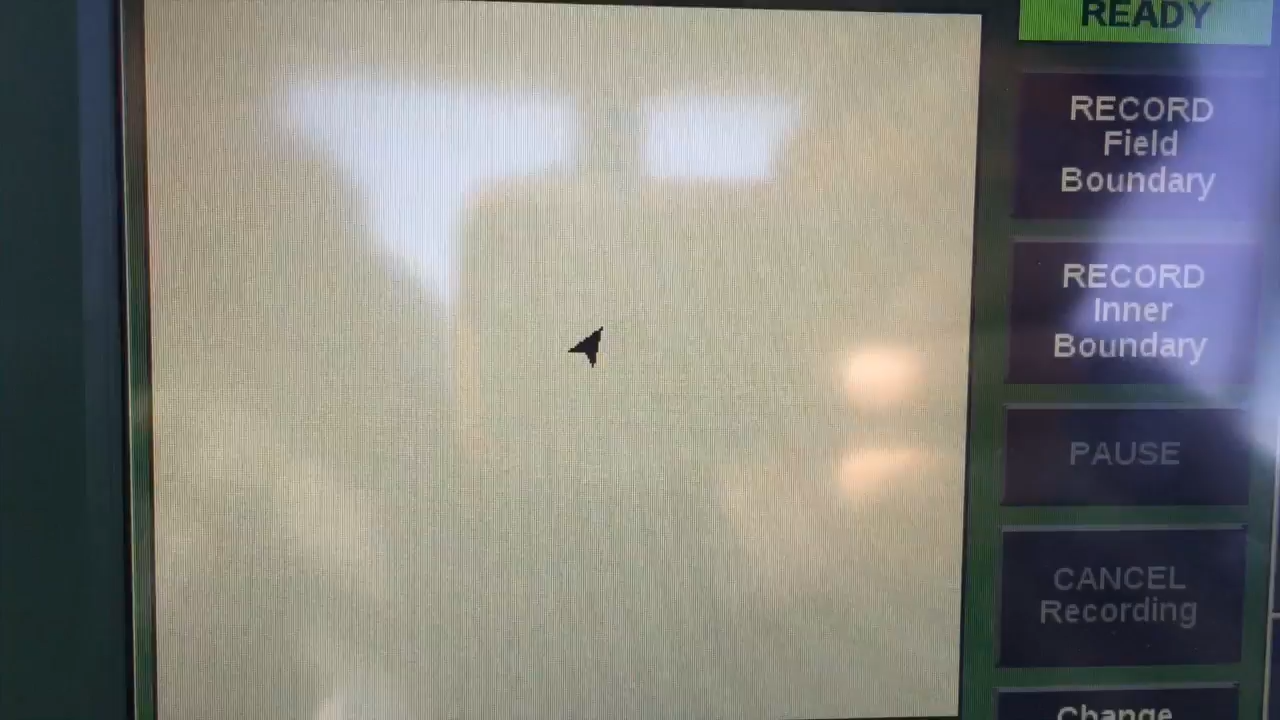 READY
RECORD
Field
Boundary
RECORD
Inner
Boundary
PAUSE
CANCEL
Recording
Change